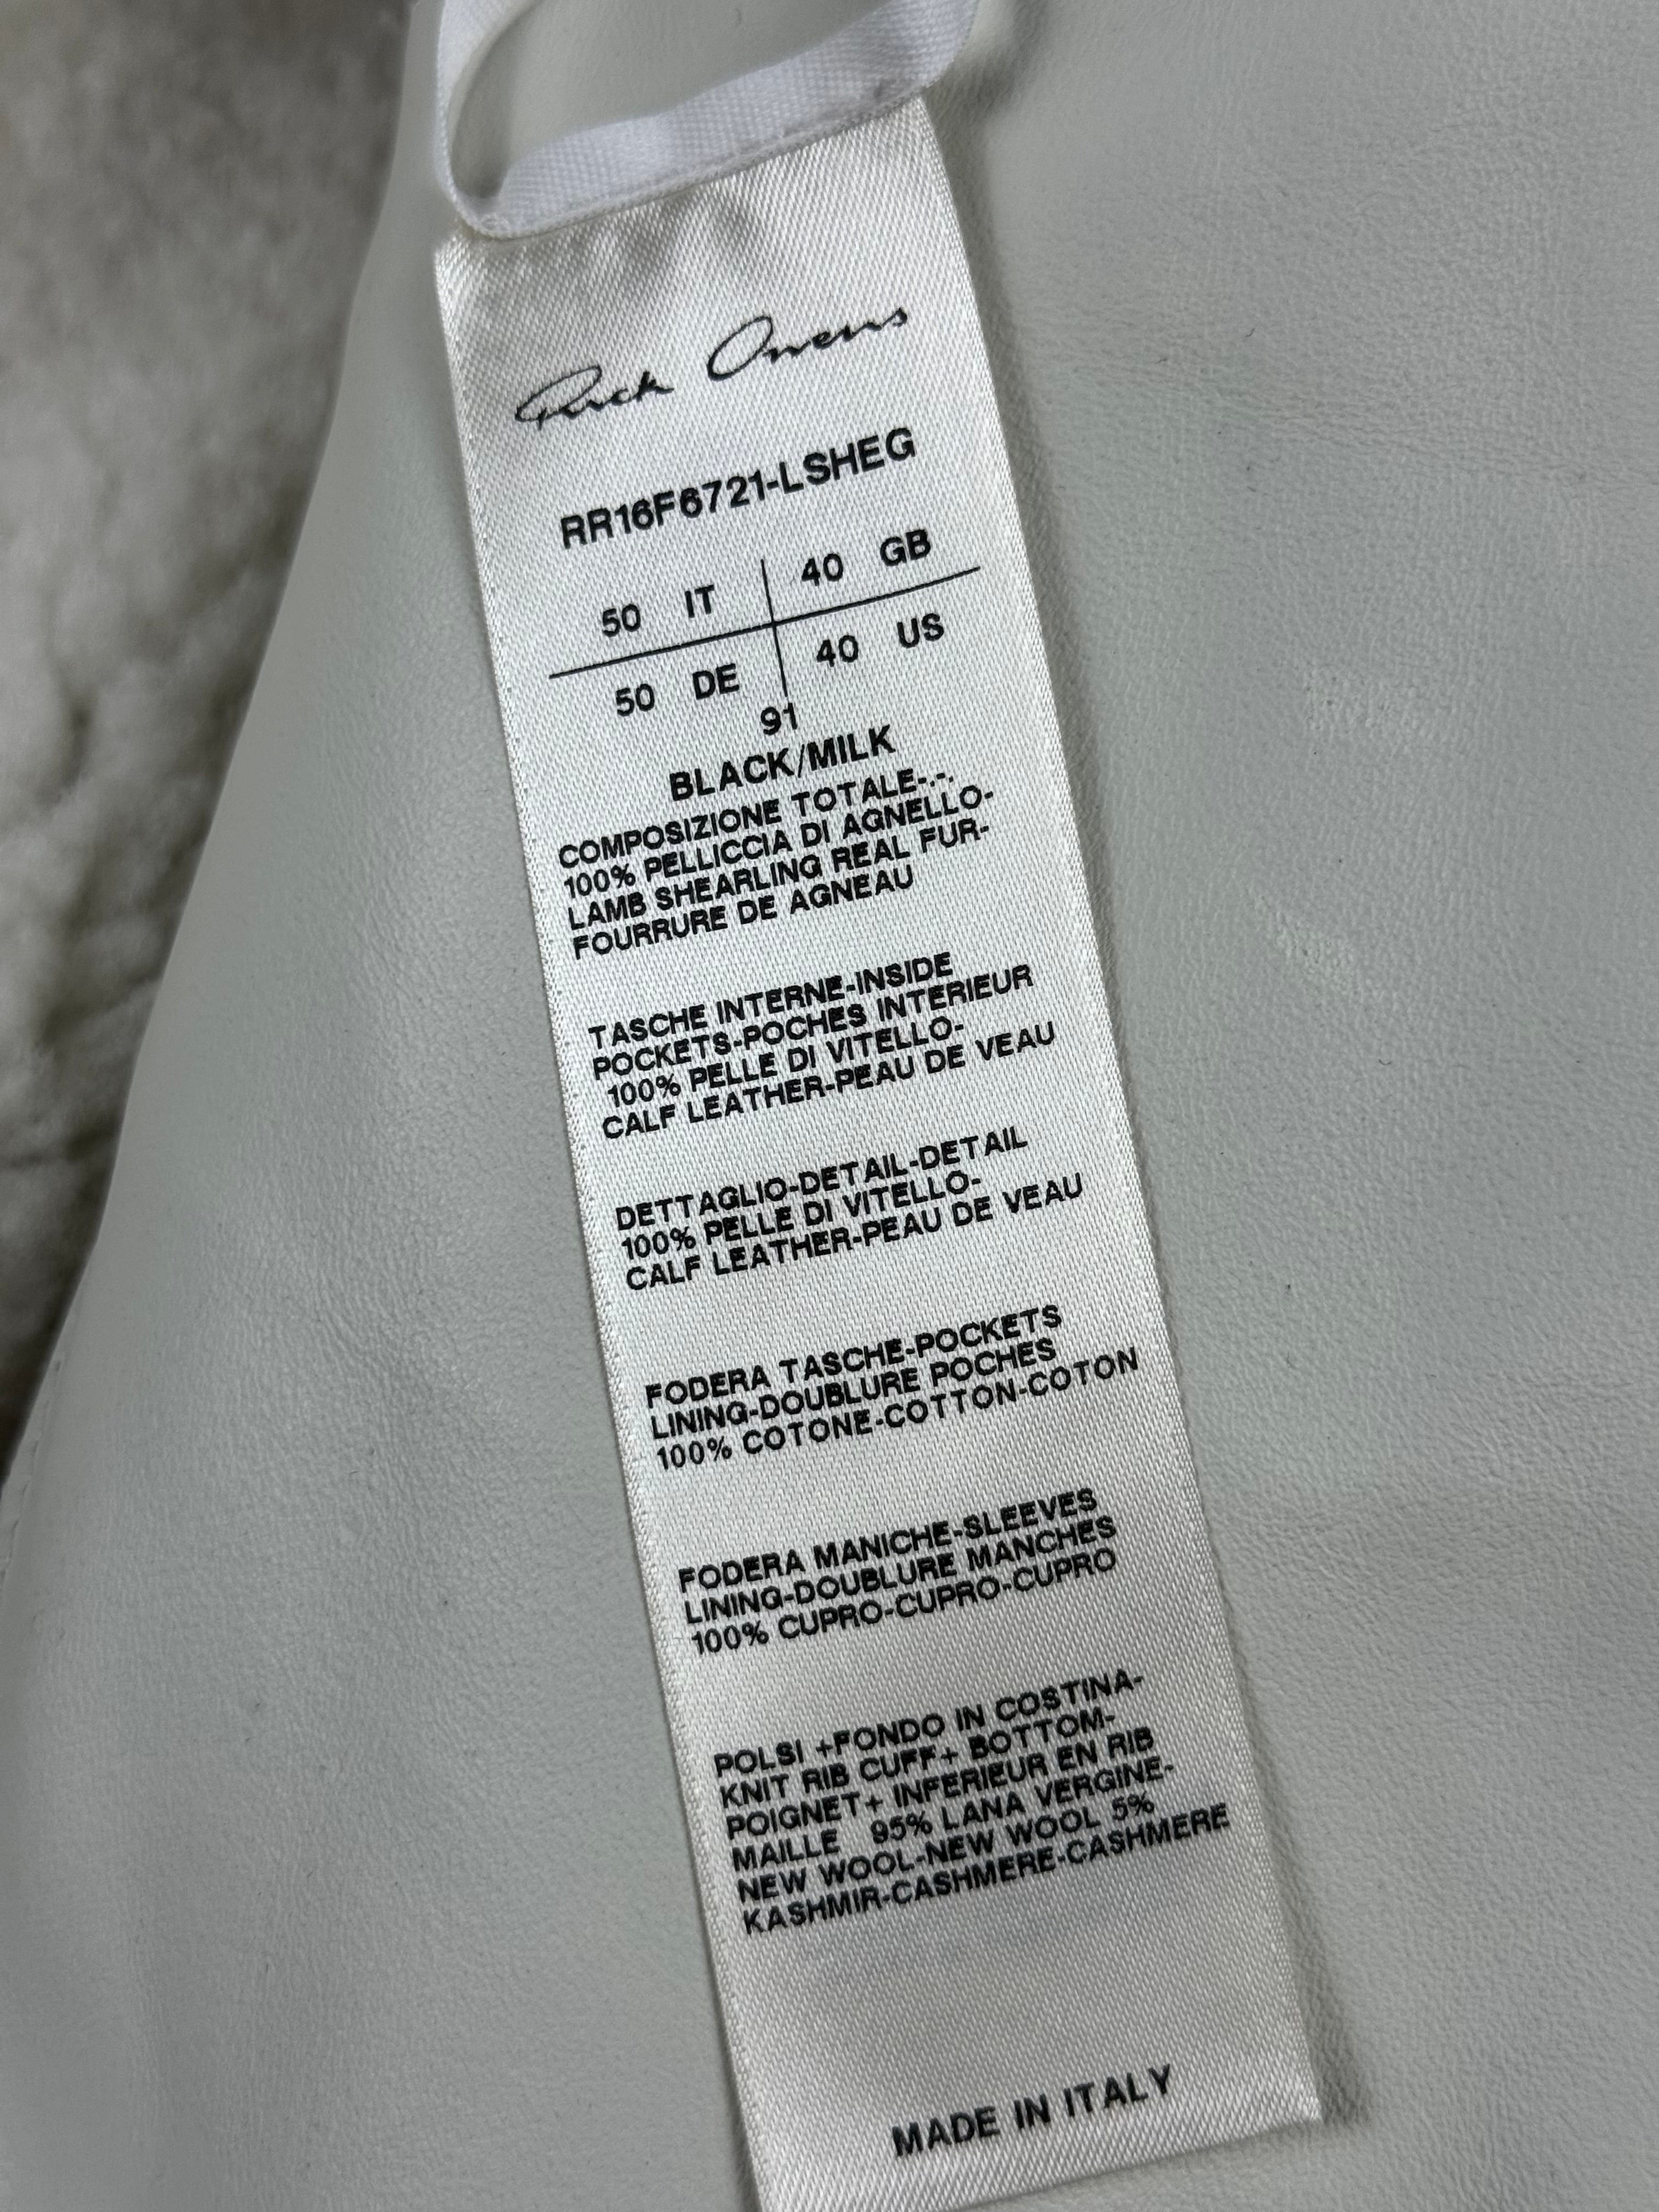 Rick Owens
RR16F6721-LSHEG
50 IT 40 GB
50 DE 40 US
91
BLACK/MILK
COMPOSIZIONE TOTALE-.-.
100% PELLICCIA DI AGNELLO-
LAMB SHEARLING REAL FUR-
FOURRURE DE AGNEAU
TASCHE INTERNE-INSIDE
POCKETS-POCHES INTERIEUR
100% PELLE DI VITELLO-
CALF LEATHER-PEAU DE VEAU
DETTAGLIO-DETAIL-DETAIL
100% PELLE DI VITELLO-
CALF LEATHER-PEAU DE VEAU
FODERA TASCHE-POCKETS
LINING-DOUBLURE POCHES
100% COTONE-COTTON-COTON
FODERA MANICHE-SLEEVES
LINING-DOUBLURE MANCHES
100% CUPRO-CUPRO-CUPRO
POLSI +FONDO IN COSTINA-
KNIT RIB CUFF+ BOTTOM-
POIGNET+ INFERIEUR EN RIB
MAILLE 95% LANA VERGINE-
NEW WOOL-NEW WOOL 5%
KASHMIR-CASHMERE-CASHMERE
MADE IN ITALY